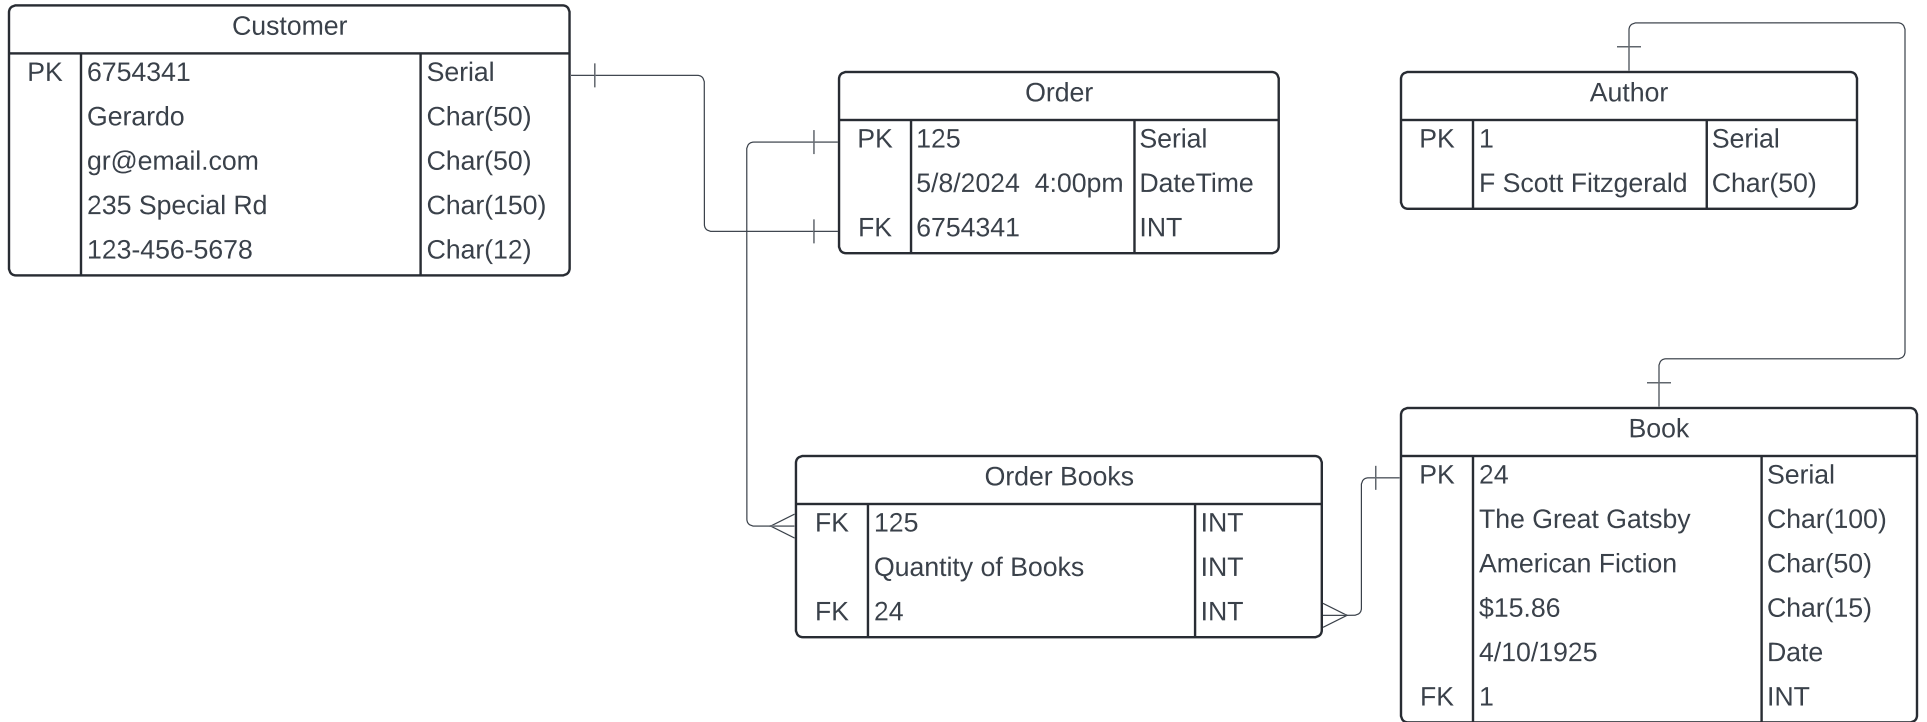 Customer
PK 6754341 Serial
Gerardo Char(50)
gr@email.com Char(50)
235 Special Rd Char(150)
123-456-5678 Char(12)
Order
PK 125 Serial
5/8/2024 4:00pm DateTime
FK 6754341 INT
Author
PK 1 Serial
F Scott Fitzgerald Char(50)
Order Books
FK 125 INT
Quantity of Books INT
FK 24 INT
Book
PK 24 Serial
The Great Gatsby Char(100)
American Fiction Char(50)
$15.86 Char(15)
4/10/1925 Date
FK 1 INT